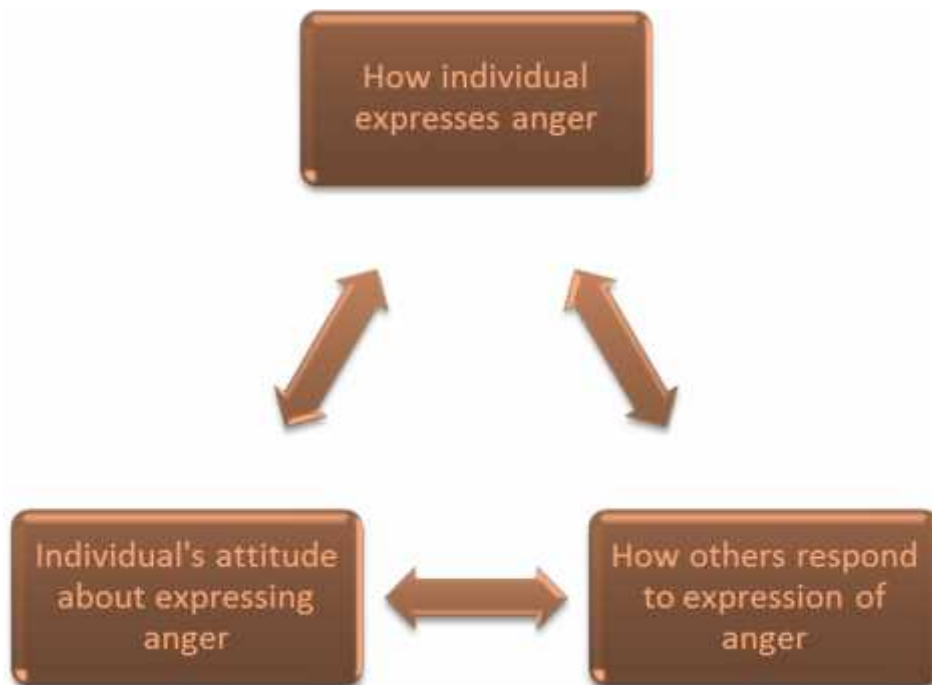 How individual
expresses anger
Individual's attitude
about expressing
anger
How others respond
to expression of
anger